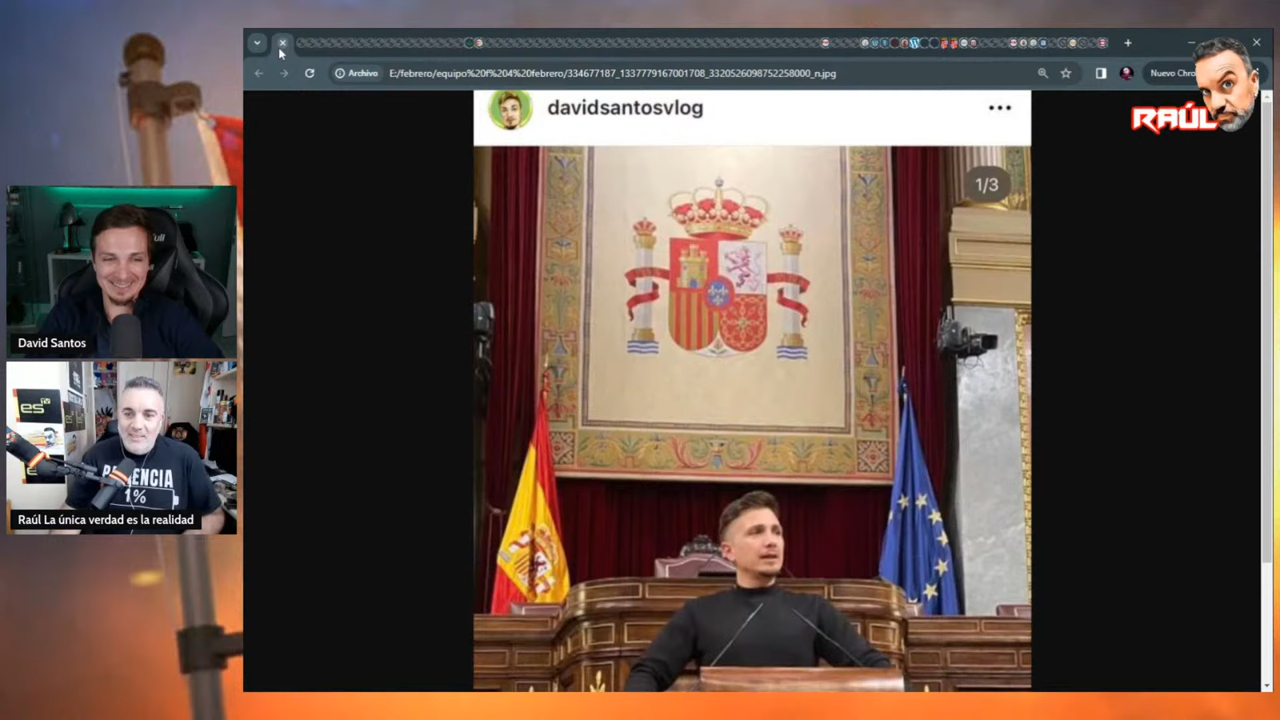 Archivo
E:/febrero/equipo%20f%204%20febrero/334677187_1337779167001708_3320526098752258000_n.jpg
Nuevo Chro
RAÚL
davidsantosvlog
1/3
David Santos
es
1%
Raúl La única verdad es la realidad